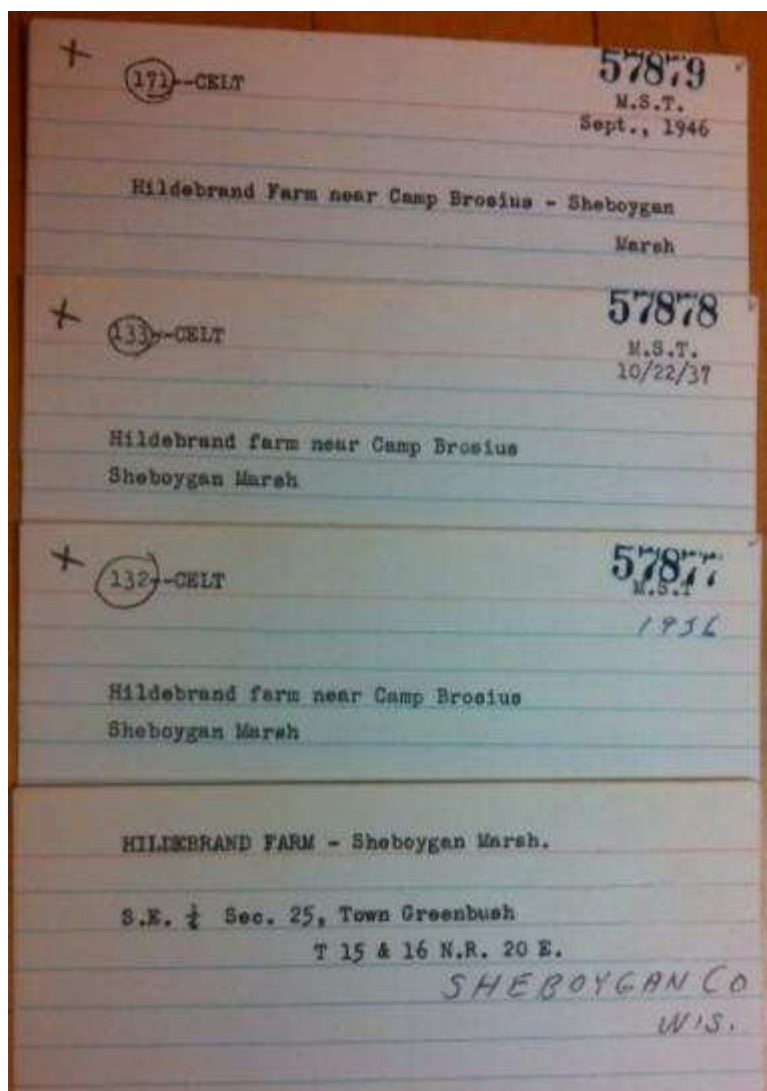 +
171--CELT
57879
M.S.T.
Sept., 1946
Hildebrand Farm near Camp Brosius - Sheboygan
Marsh
+
133--CELT
57878
M.S.T.
10/22/37
Hildebrand farm near Camp Brosius
Sheboygan Marsh
+
132--CELT
57877
M.S.T
1936
Hildebrand farm near Camp Brosius
Sheboygan Marsh
HILDEBRAND FARM - Sheboygan Marsh.
S.E. ¼ Sec. 25, Town Greenbush
T 15 & 16 N.R. 20 E.
SHEBOYGAN CO
WIS.